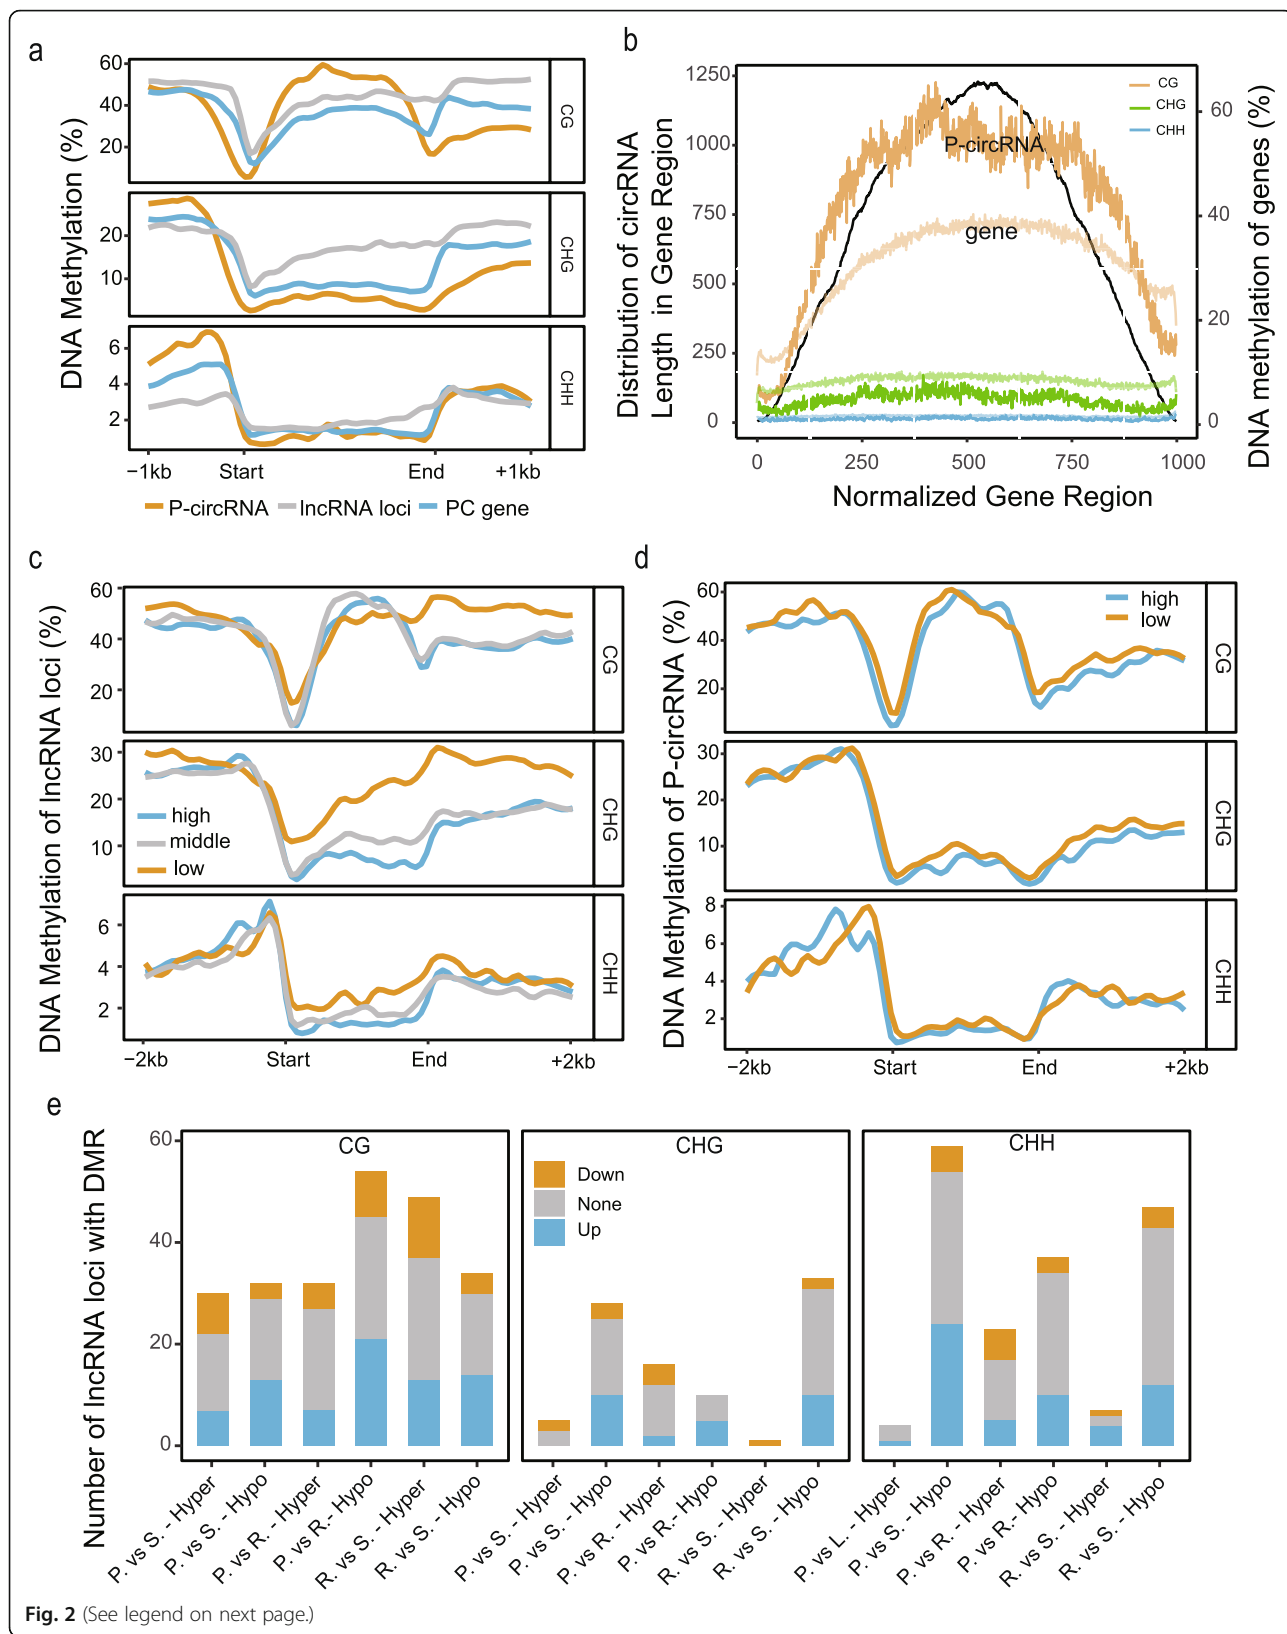 a
DNA Methylation (%)
60
40
20
CG
20
10
CHG
6
4
2
CHH
−1kb Start End +1kb
P-circRNA lncRNA loci PC gene
b
Distribution of circRNA
Length in Gene Region
1250
1000
750
500
250
0
CG
CHG
CHH
P-circRNA
gene
60
40
20
0
DNA methylation of genes (%)
0 250 500 750 1000
Normalized Gene Region
c
DNA Methylation of lncRNA loci (%)
60
40
20
CG
30
20
10
high
middle
low
CHG
6
4
2
CHH
−2kb Start End +2kb
d
DNA Methylation of P-circRNA (%)
60
40
20
high
low
CG
30
20
10
CHG
8
6
4
2
CHH
−2kb Start End +2kb
e
Number of lncRNA loci with DMR
60
40
20
0
CG
CHG
CHH
Down
None
Up
P. vs S. - Hyper
P. vs S. - Hypo
P. vs R. - Hyper
P. vs R. - Hypo
R. vs S. - Hyper
R. vs S. - Hypo
P. vs S. - Hyper
P. vs S. - Hypo
P. vs R. - Hyper
P. vs R. - Hypo
R. vs S. - Hyper
R. vs S. - Hypo
P. vs L. - Hyper
P. vs S. - Hypo
P. vs R. - Hyper
P. vs R. - Hypo
R. vs S. - Hyper
R. vs S. - Hypo
Fig. 2 (See legend on next page.)